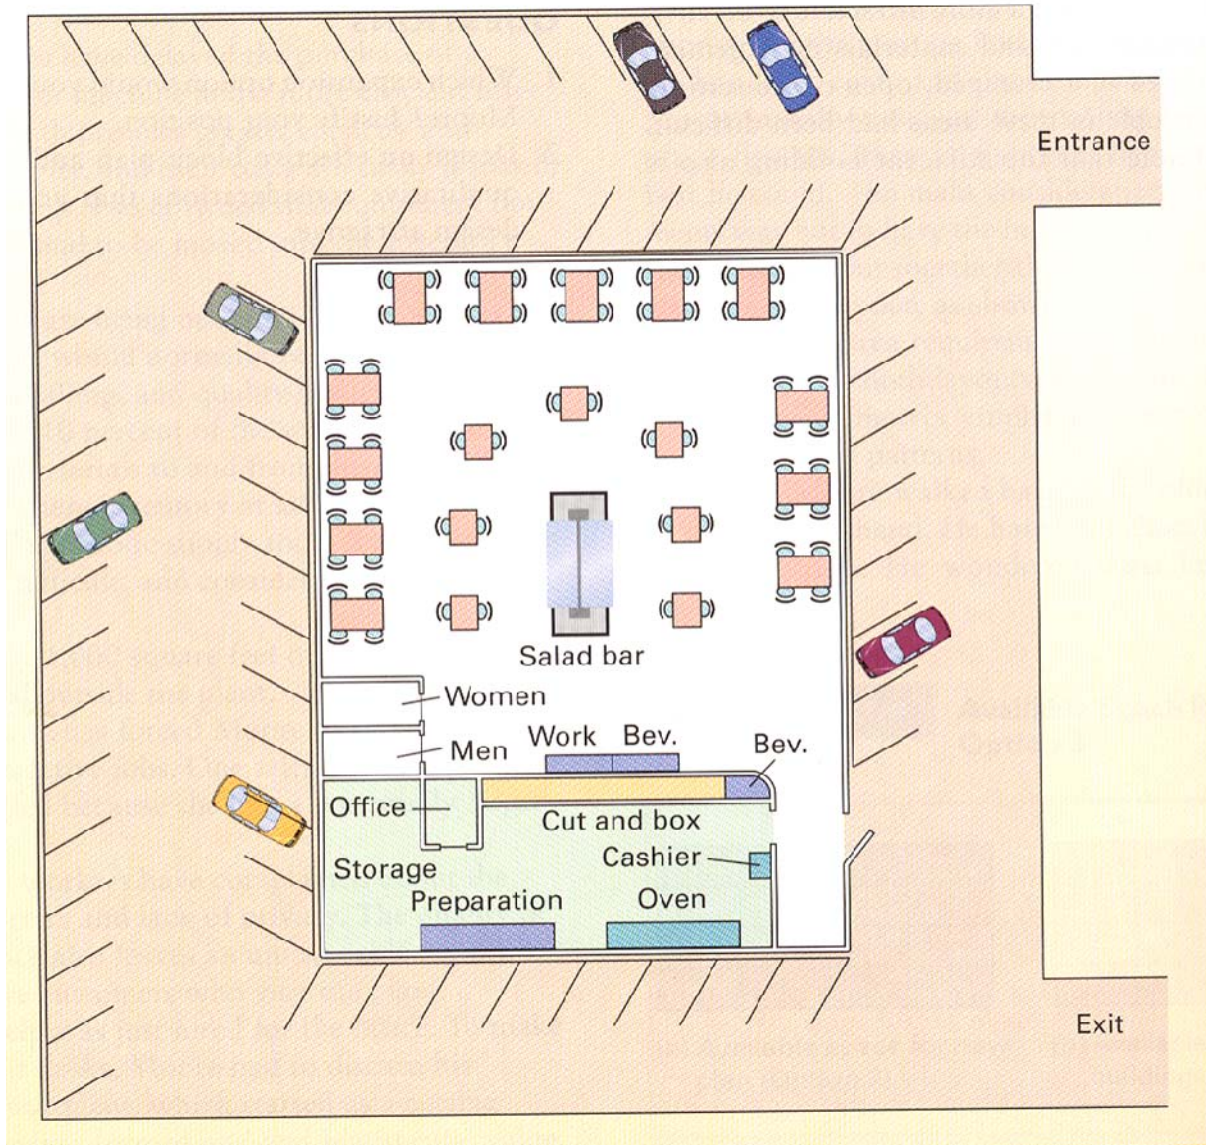 Entrance
Salad bar
Women
Men
Work
Bev.
Bev.
Office
Cut and box
Cashier
Storage
Preparation
Oven
Exit